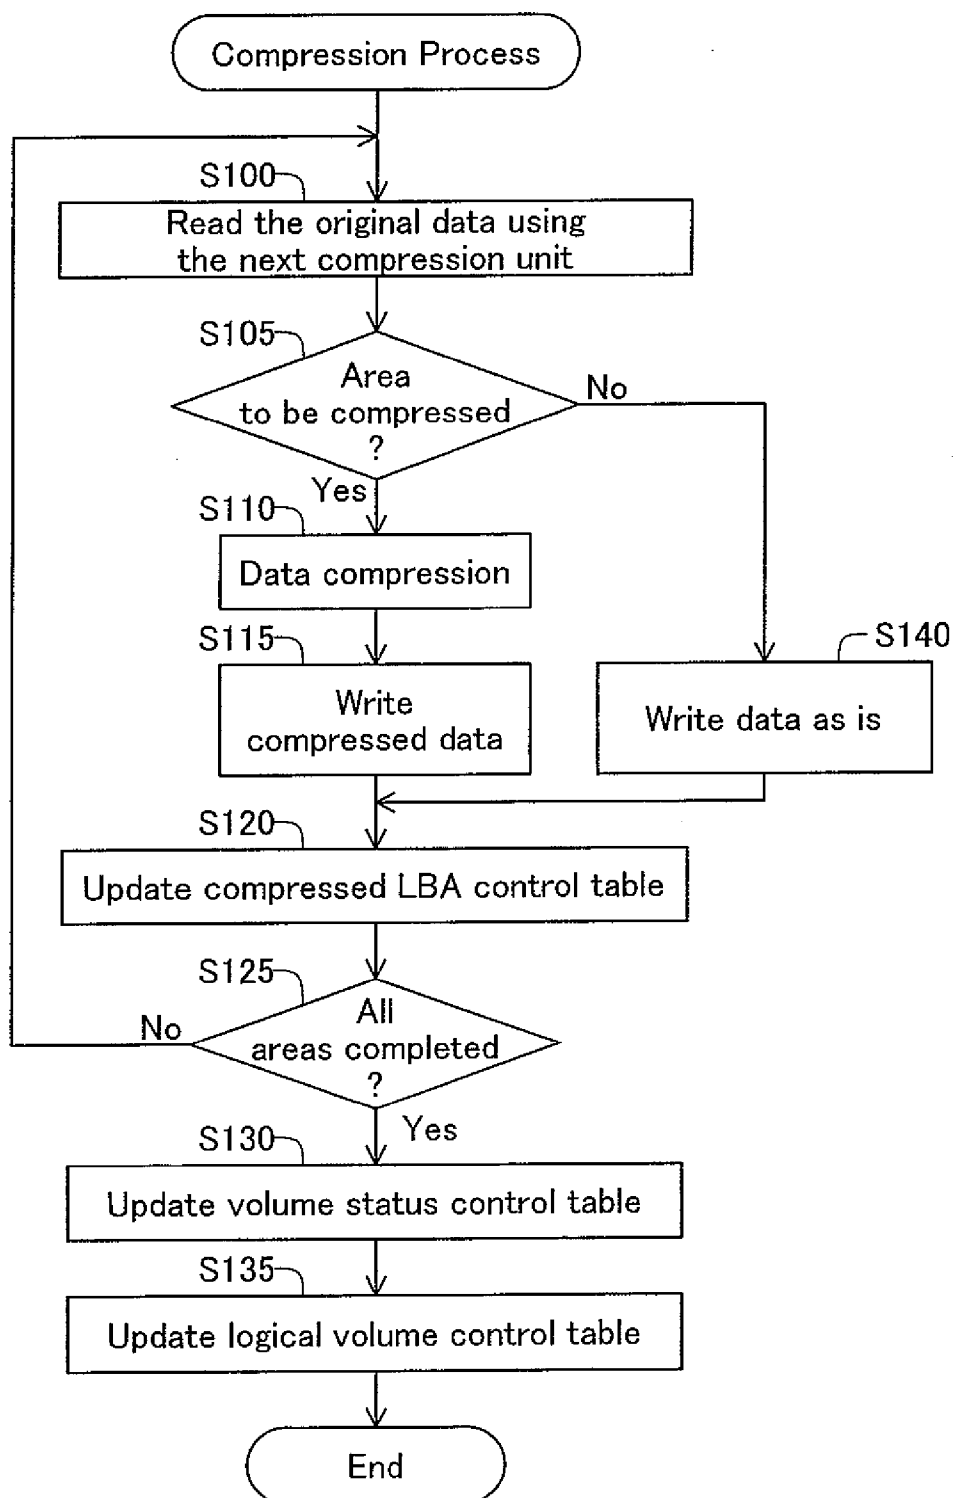 Compression Process
S100
Read the original data using
the next compression unit
S105
Area
to be compressed
?
No
Yes
S110
Data compression
S115
Write
compressed data
S140
Write data as is
S120
Update compressed LBA control table
S125
All
areas completed
?
No
Yes
S130
Update volume status control table
S135
Update logical volume control table
End